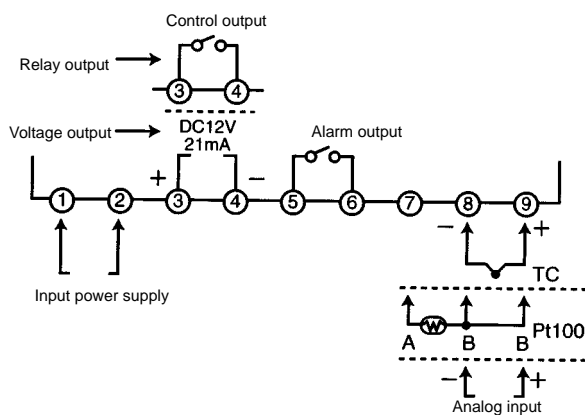 Control output
Relay output
3 4
Voltage output
DC12V
21mA
Alarm output
+ −
1 2 3 4 5 6 7 8 9
− +
TC
Input power supply
A B B Pt100
− +
Analog input